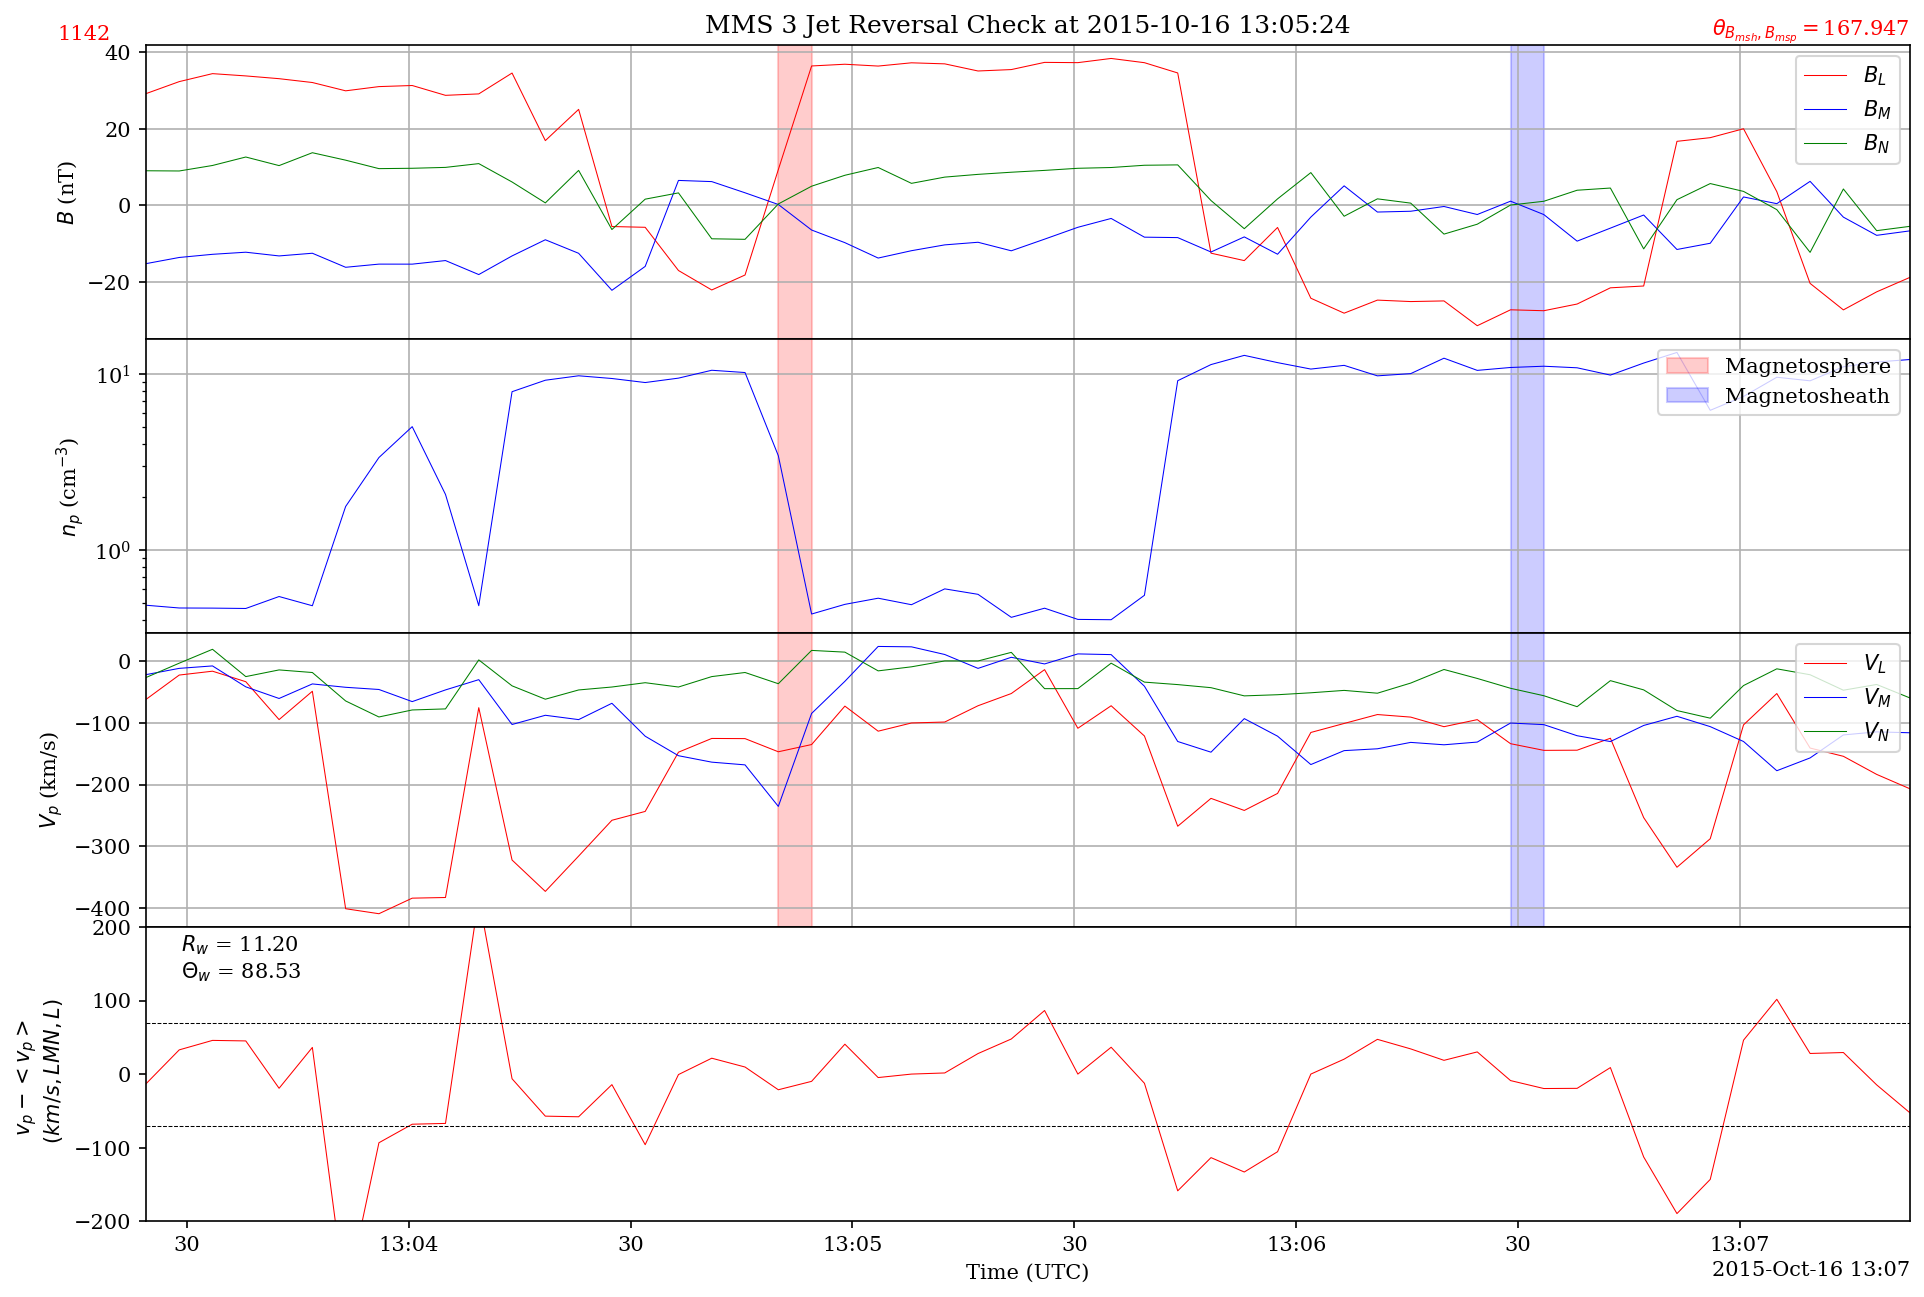 1142
MMS 3 Jet Reversal Check at 2015-10-16 13:05:24
θ_{B_{msh}, B_{msp}} = 167.947
B (nT)
40
20
0
−20
B_L
B_M
B_N
n_p (cm^{−3})
10^1
10^0
Magnetosphere
Magnetosheath
V_p (km/s)
0
−100
−200
−300
−400
V_L
V_M
V_N
v_p − < v_p >
(km/s, LMN, L)
200
100
0
−100
−200
R_w = 11.20
Θ_w = 88.53
30
13:04
30
13:05
30
13:06
30
13:07
Time (UTC)
2015-Oct-16 13:07